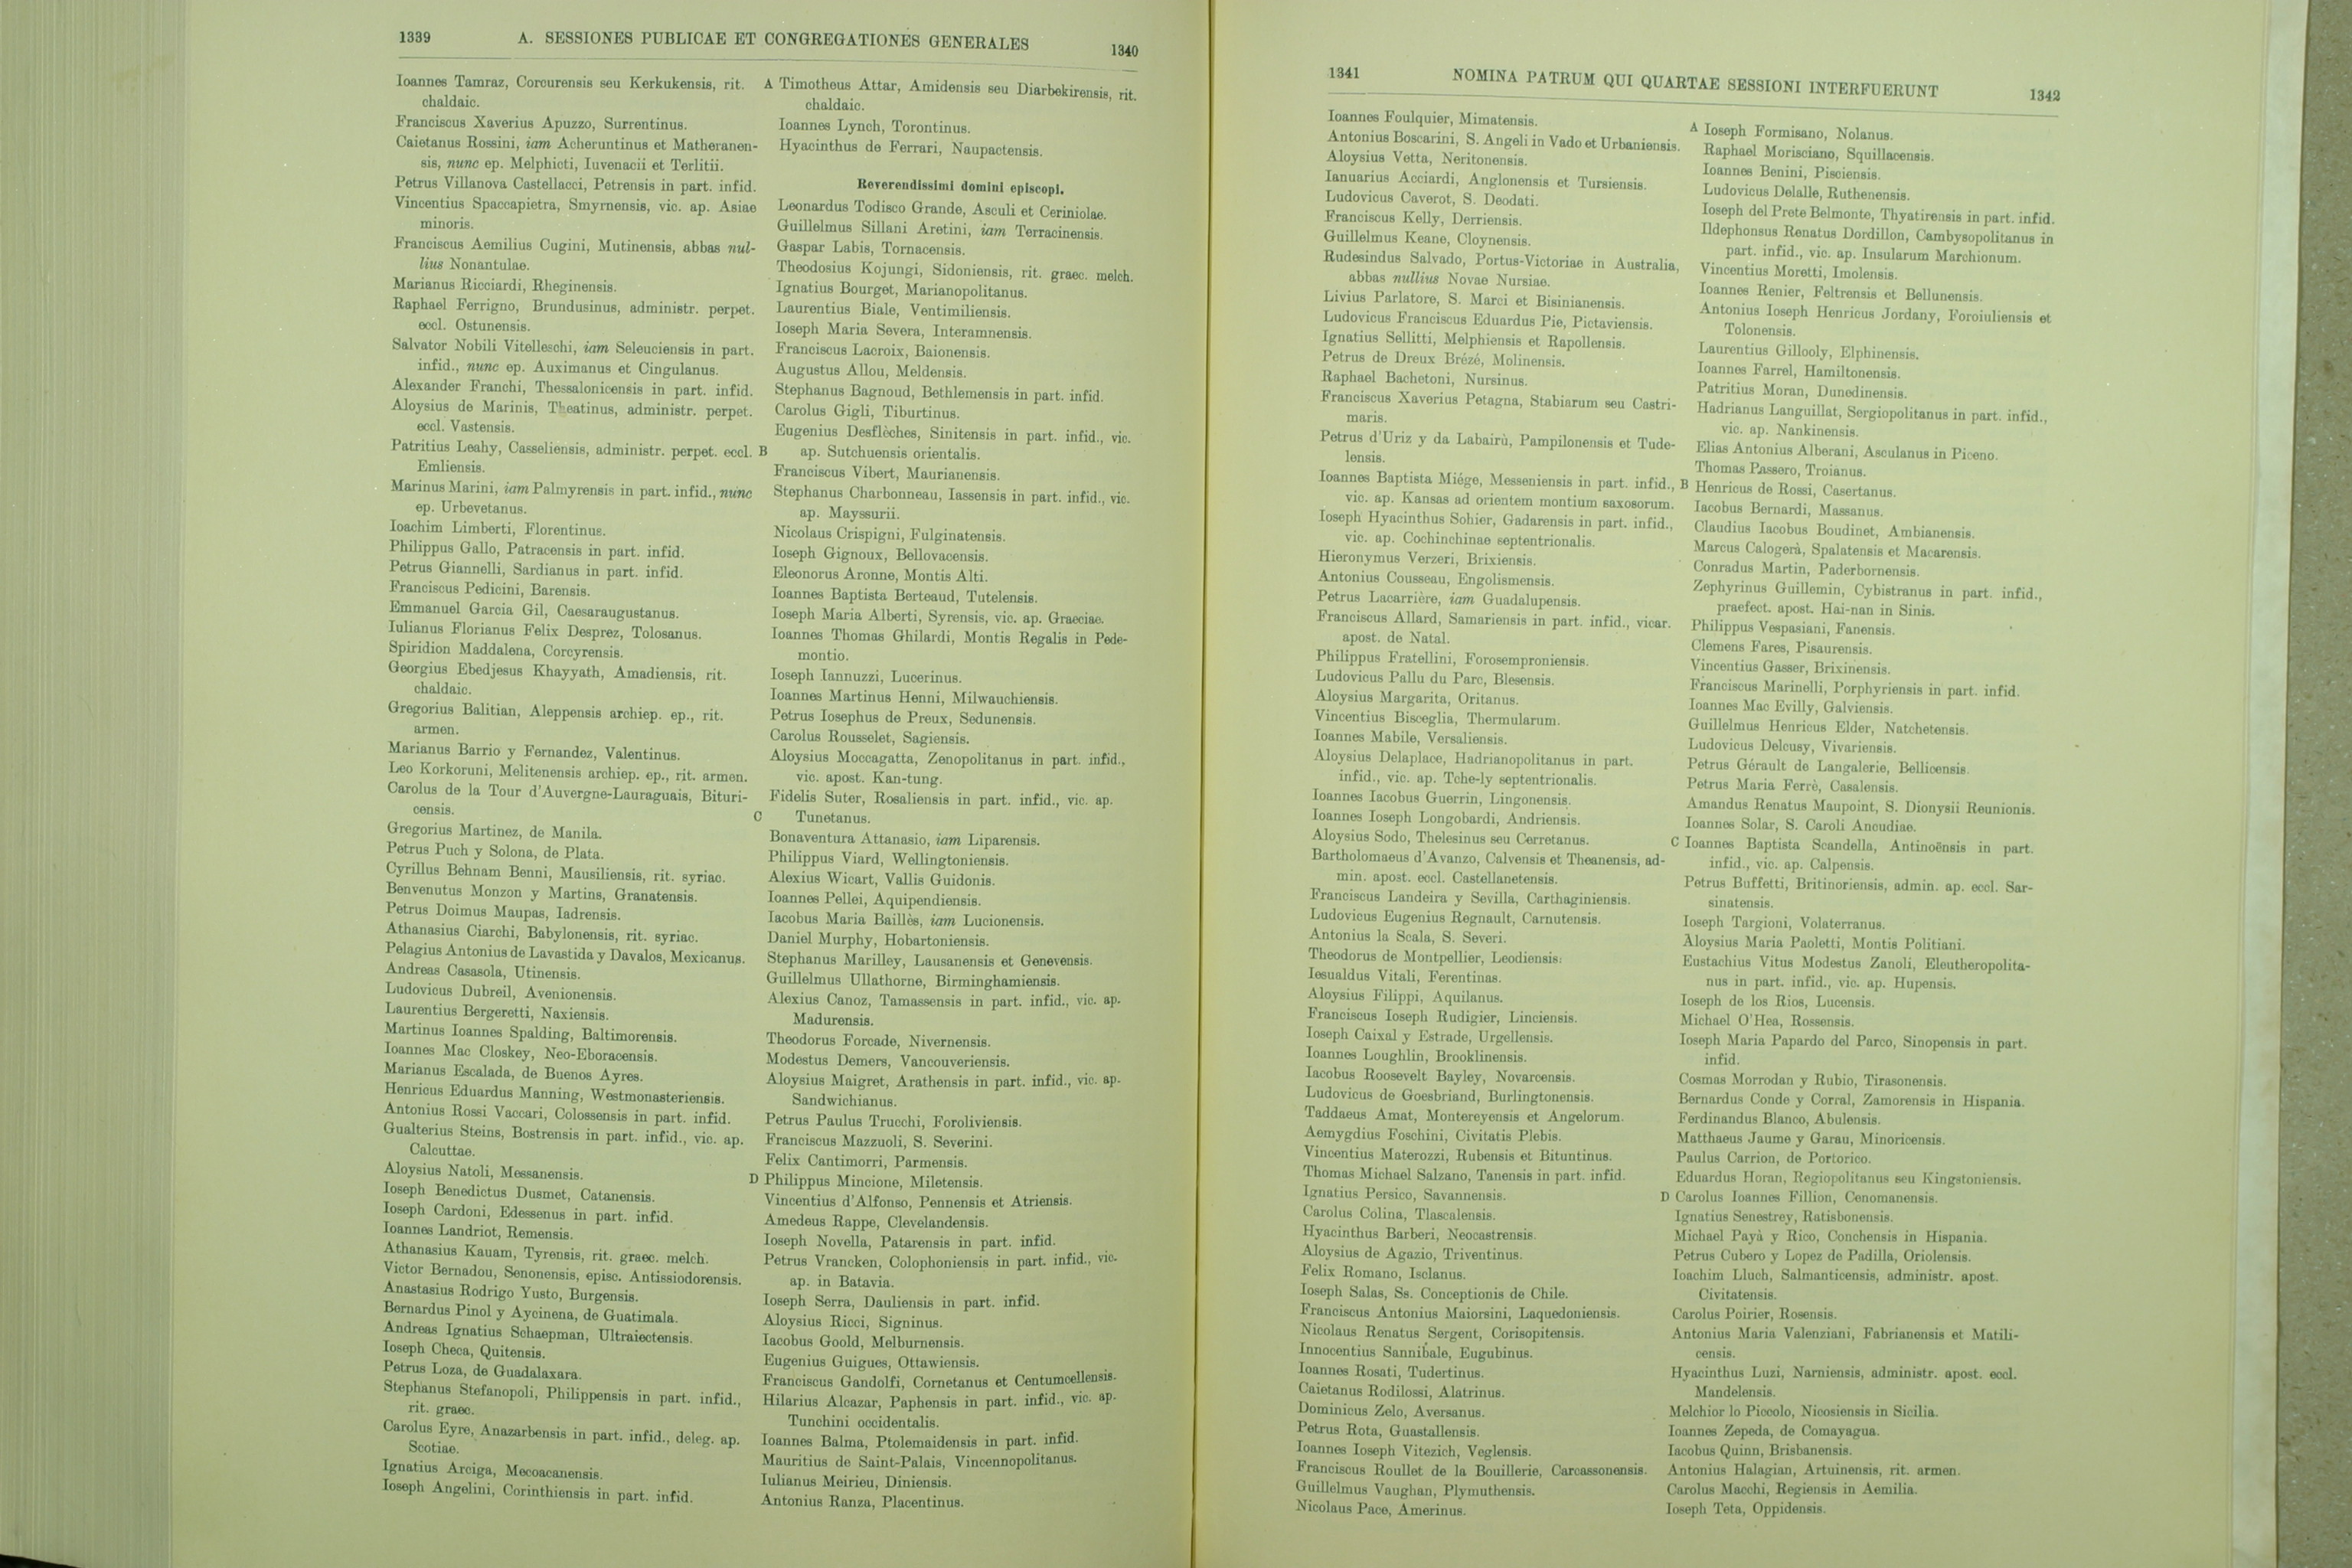 1339 A. SESSIONES PUBLICAE ET CONGREGATIONES GENERALES 1340
Ioannes Tamraz, Corcurensis seu Kerkukensis, rit.
chaldaic.
Franciscus Xaverius Apuzzo, Surrentinus.
Caietanus Rossini, iam Acheruntinus et Matheranen-
sis, nunc ep. Melphicti, Iuvenacii et Terlitii.
Petrus Villanova Castellacci, Petrensis in part. infid.
Vincentius Spaccapietra, Smyrnensis, vic. ap. Asiae
minoris.
Franciscus Aemilius Cugini, Mutinensis, abbas nul-
lius Nonantulae.
Marianus Ricciardi, Rheginensis.
Raphael Ferrigno, Brundusinus, administr. perpet.
eccl. Ostunensis.
Salvator Nobili Vitelleschi, iam Seleuciensis in part.
infid., nunc ep. Auximanus et Cingulanus.
Alexander Franchi, Thessalonicensis in part. infid.
Aloysius de Marinis, Theatinus, administr. perpet.
eccl. Vastensis.
Patritius Leahy, Casseliensis, administr. perpet. eccl.
Emliensis.
Marinus Marini, iam Palmyrensis in part. infid., nunc
ep. Urbevetanus.
Ioachim Limberti, Florentinus.
Philippus Gallo, Patracensis in part. infid.
Petrus Giannelli, Sardianus in part. infid.
Franciscus Pedicini, Barensis.
Emmanuel Garcia Gil, Caesaraugustanus.
Iulianus Florianus Felix Desprez, Tolosanus.
Spiridion Maddalena, Corcyrensis.
Georgius Ebedjesus Khayyath, Amadiensis, rit.
chaldaic.
Gregorius Balitian, Aleppensis archiep. ep., rit.
armen.
Marianus Barrio y Fernandez, Valentinus.
Leo Korkoruni, Melitenensis archiep. ep., rit. armen.
Carolus de la Tour d'Auvergne-Lauraguais, Bituri-
censis.
Gregorius Martinez, de Manila.
Petrus Puch y Solona, de Plata.
Cyrillus Behnam Benni, Mausiliensis, rit. syriac.
Benvenutus Monzon y Martins, Granatensis.
Petrus Doimus Maupas, Iadrensis.
Athanasius Ciarchi, Babylonensis, rit. syriac.
Pelagius Antonius de Lavastida y Davalos, Mexicanus.
Andreas Casasola, Utinensis.
Ludovicus Dubreil, Avenionensis.
Laurentius Bergeretti, Naxiensis.
Martinus Ioannes Spalding, Baltimorensis.
Ioannes Mac Closkey, Neo-Eboracensis.
Marianus Escalada, de Buenos Ayres.
Henricus Eduardus Manning, Westmonasteriensis.
Antonius Rossi Vaccari, Colossensis in part. infid.
Gualterius Steins, Bostrensis in part. infid., vic. ap.
Calcuttae.
Aloysius Natoli, Messanensis.
Ioseph Benedictus Dusmet, Catanensis.
Ioseph Cardoni, Edessenus in part. infid.
Ioannes Landriot, Remensis.
Athanasius Kauam, Tyrensis, rit. graec. melch.
Victor Bernadou, Senonensis, episc. Antissiodorensis.
Anastasius Rodrigo Yusto, Burgensis.
Bernardus Pinol y Aycinena, de Guatimala.
Andreas Ignatius Schaepman, Ultraiectensis.
Ioseph Checa, Quitensis.
Petrus Loza, de Guadalaxara.
Stephanus Stefanopoli, Philippensis in part. infid.,
rit. graec.
Carolus Eyre, Anazarbensis in part. infid., deleg. ap.
Scotiae.
Ignatius Arciga, Mecoacanensis.
Ioseph Angelini, Corinthiensis in part. infid.
A Timotheus Attar, Amidensis seu Diarbekirensis, rit.
chaldaic.
Ioannes Lynch, Torontinus.
Hyacinthus de Ferrari, Naupactensis.
Reverendissimi domini episcopi.
Leonardus Todisco Grande, Asculi et Ceriniolae.
Guillelmus Sillani Aretini, iam Terracinensis.
Gaspar Labis, Tornacensis.
Theodosius Kojungi, Sidoniensis, rit. graec. melch.
Ignatius Bourget, Marianopolitanus.
Laurentius Biale, Ventimiliensis.
Ioseph Maria Severa, Interamnensis.
Franciscus Lacroix, Baionensis.
Augustus Allou, Meldensis.
Stephanus Bagnoud, Bethlemensis in part. infid.
Carolus Gigli, Tiburtinus.
Eugenius Desflèches, Sinitensis in part. infid., vic.
B ap. Sutchuensis orientalis.
Franciscus Vibert, Maurianensis.
Stephanus Charbonneau, Iassensis in part. infid., vic.
ap. Mayssurii.
Nicolaus Crispigni, Fulginatensis.
Ioseph Gignoux, Bellovacensis.
Eleonorus Aronne, Montis Alti.
Ioannes Baptista Berteaud, Tutelensis.
Ioseph Maria Alberti, Syrensis, vic. ap. Graeciae.
Ioannes Thomas Ghilardi, Montis Regalis in Pede-
montio.
Ioseph Iannuzzi, Lucerinus.
Ioannes Martinus Henni, Milwauchiensis.
Petrus Iosephus de Preux, Sedunensis.
Carolus Rousselet, Sagiensis.
Aloysius Moccagatta, Zenopolitanus in part. infid.,
vic. apost. Kan-tung.
Fidelis Suter, Rosaliensis in part. infid., vic. ap.
C Tunetanus.
Bonaventura Attanasio, iam Liparensis.
Philippus Viard, Wellingtoniensis.
Alexius Wicart, Vallis Guidonis.
Ioannes Pellei, Aquipendiensis.
Iacobus Maria Baillès, iam Lucionensis.
Daniel Murphy, Hobartoniensis.
Stephanus Marilley, Lausanensis et Genevensis.
Guillelmus Ullathorne, Birminghamiensis.
Alexius Canoz, Tamassensis in part. infid., vic. ap.
Madurensis.
Theodorus Forcade, Nivernensis.
Modestus Demers, Vancouveriensis.
Aloysius Maigret, Arathensis in part. infid., vic. ap.
Sandwichianus.
Petrus Paulus Trucchi, Foroliviensis.
Franciscus Mazzuoli, S. Severini.
Felix Cantimorri, Parmensis.
D Philippus Mincione, Miletensis.
Vincentius d'Alfonso, Pennensis et Atriensis.
Amedeus Rappe, Clevelandensis.
Ioseph Novella, Patarensis in part. infid.
Petrus Vrancken, Colophoniensis in part. infid., vic.
ap. in Batavia.
Ioseph Serra, Dauliensis in part. infid.
Aloysius Ricci, Signinus.
Iacobus Goold, Melburnensis.
Eugenius Guigues, Ottawiensis.
Franciscus Gandolfi, Cornetanus et Centumcellensis.
Hilarius Alcazar, Paphensis in part. infid., vic. ap.
Tunchini occidentalis.
Ioannes Balma, Ptolemaidensis in part. infid.
Mauritius de Saint-Palais, Vincennopolitanus.
Iulianus Meirieu, Diniensis.
Antonius Ranza, Placentinus.
1341 NOMINA PATRUM QUI QUARTAE SESSIONI INTERFUERUNT 1342
Ioannes Foulquier, Mimatensis.
Antonius Boscarini, S. Angeli in Vado et Urbaniensis.
Aloysius Vetta, Neritonensis.
Ianuarius Acciardi, Anglonensis et Tursiensis.
Ludovicus Caverot, S. Deodati.
Franciscus Kelly, Derriensis.
Guillelmus Keane, Cloynensis.
Rudesindus Salvado, Portus-Victoriae in Australia,
abbas nullius Novae Nursiae.
Livius Parlatore, S. Marci et Bisinianensis.
Ludovicus Franciscus Eduardus Pie, Pictaviensis.
Ignatius Sellitti, Melphiensis et Rapollensis.
Petrus de Dreux Brézé, Molinensis.
Raphael Bachetoni, Nursinus.
Franciscus Xaverius Petagna, Stabiarum seu Castri-
maris.
Petrus d'Uriz y da Labairù, Pampilonensis et Tude-
lensis.
Ioannes Baptista Miége, Messeniensis in part. infid.,
vic. ap. Kansas ad orientem montium saxosorum.
Ioseph Hyacinthus Sohier, Gadarensis in part. infid.,
vic. ap. Cochinchinae septentrionalis.
Hieronymus Verzeri, Brixiensis.
Antonius Cousseau, Engolismensis.
Petrus Lacarrière, iam Guadalupensis.
Franciscus Allard, Samariensis in part. infid., vicar.
apost. de Natal.
Philippus Fratellini, Forosemproniensis.
Ludovicus Pallu du Parc, Blesensis.
Aloysius Margarita, Oritanus.
Vincentius Bisceglia, Thermularum.
Ioannes Mabile, Versaliensis.
Aloysius Delaplace, Hadrianopolitanus in part.
infid., vic. ap. Tche-ly septentrionalis.
Ioannes Iacobus Guerrin, Lingonensis.
Ioannes Ioseph Longobardi, Andriensis.
Aloysius Sodo, Thelesinus seu Cerretanus.
Bartholomaeus d'Avanzo, Calvensis et Theanensis, ad-
min. apost. eccl. Castellanetensis.
Franciscus Landeira y Sevilla, Carthaginiensis.
Ludovicus Eugenius Regnault, Carnutensis.
Antonius la Scala, S. Severi.
Theodorus de Montpellier, Leodiensis.
Iesualdus Vitali, Ferentinas.
Aloysius Filippi, Aquilanus.
Franciscus Ioseph Rudigier, Linciensis.
Ioseph Caixal y Estrade, Urgellensis.
Ioannes Loughlin, Brooklinensis.
Iacobus Roosevelt Bayley, Novarcensis.
Ludovicus de Goesbriand, Burlingtonensis.
Taddaeus Amat, Montereyensis et Angelorum.
Aemygdius Foschini, Civitatis Plebis.
Vincentius Materozzi, Rubensis et Bituntinus.
Thomas Michael Salzano, Tanensis in part. infid.
Ignatius Persico, Savannensis.
Carolus Colina, Tlascalensis.
Hyacinthus Barberi, Neocastrensis.
Aloysius de Agazio, Triventinus.
Felix Romano, Isclanus.
Ioseph Salas, Ss. Conceptionis de Chile.
Franciscus Antonius Maiorsini, Laquedoniensis.
Nicolaus Renatus Sergent, Corisopitensis.
Innocentius Sannibale, Eugubinus.
Ioannes Rosati, Tudertinus.
Caietanus Rodilossi, Alatrinus.
Dominicus Zelo, Aversanus.
Petrus Rota, Guastallensis.
Ioannes Ioseph Vitezich, Veglensis.
Franciscus Roullet de la Bouillerie, Carcassonensis.
Guillelmus Vaughan, Plymuthensis.
Nicolaus Pace, Amerinus.
A Ioseph Formisano, Nolanus.
Raphael Morisciano, Squillacensis.
Ioannes Benini, Pisciensis.
Ludovicus Delalle, Ruthenensis.
Ioseph del Prete Belmonte, Thyatirensis in part. infid.
Ildephonsus Renatus Dordillon, Cambysopolitanus in
part. infid., vic. ap. Insularum Marchionum.
Vincentius Moretti, Imolensis.
Ioannes Renier, Feltrensis et Bellunensis.
Antonius Ioseph Henricus Jordany, Foroiuliensis et
Tolonensis.
Laurentius Gillooly, Elphinensis.
Ioannes Farrel, Hamiltonensis.
Patritius Moran, Dunedinensis.
Hadrianus Languillat, Sergiopolitanus in part. infid.,
vic. ap. Nankinensis.
Elias Antonius Alberani, Asculanus in Piceno.
Thomas Passero, Troianus.
B Henricus de Rossi, Casertanus.
Iacobus Bernardi, Massanus.
Claudius Iacobus Boudinet, Ambianensis.
Marcus Calogerà, Spalatensis et Macarensis.
Conradus Martin, Paderbornensis.
Zephyrinus Guillemin, Cybistranus in part. infid.,
praefect. apost. Hai-nan in Sinis.
Philippus Vespasiani, Fanensis.
Clemens Fares, Pisaurensis.
Vincentius Gasser, Brixinensis.
Franciscus Marinelli, Porphyriensis in part. infid.
Ioannes Mac Evilly, Galviensis.
Guillelmus Henricus Elder, Natchetensis.
Ludovicus Delcusy, Vivariensis.
Petrus Gérault de Langalerie, Bellicensis.
Petrus Maria Ferrè, Casalensis.
Amandus Renatus Maupoint, S. Dionysii Reunionis.
Ioannes Solar, S. Caroli Ancudiae.
C Ioannes Baptista Scandella, Antinoënsis in part.
infid., vic. ap. Calpensis.
Petrus Buffetti, Britinoriensis, admin. ap. eccl. Sar-
sinatensis.
Ioseph Targioni, Volaterranus.
Aloysius Maria Paoletti, Montis Politiani.
Eustachius Vitus Modestus Zanoli, Eleutheropolita-
nus in part. infid., vic. ap. Hupensis.
Ioseph de los Rios, Lucensis.
Michael O'Hea, Rossensis.
Ioseph Maria Papardo del Parco, Sinopensis in part.
infid.
Cosmas Morrodan y Rubio, Tirasonensis.
Bernardus Conde y Corral, Zamorensis in Hispania.
Ferdinandus Blanco, Abulensis.
Matthaeus Jaume y Garau, Minoricensis.
Paulus Carrion, de Portorico.
Eduardus Horan, Regiopolitanus seu Kingstoniensis.
D Carolus Ioannes Fillion, Cenomanensis.
Ignatius Senestrey, Ratisbonensis.
Michael Payà y Rico, Conchensis in Hispania.
Petrus Cubero y Lopez de Padilla, Oriolensis.
Ioachim Lluch, Salmanticensis, administr. apost.
Civitatensis.
Carolus Poirier, Rosensis.
Antonius Maria Valenziani, Fabrianensis et Matili-
censis.
Hyacinthus Luzi, Narniensis, administr. apost. eccl.
Mandelensis.
Melchior lo Piccolo, Nicosiensis in Sicilia.
Ioannes Zepeda, de Comayagua.
Iacobus Quinn, Brisbanensis.
Antonius Halagian, Artuinensis, rit. armen.
Carolus Macchi, Regiensis in Aemilia.
Ioseph Teta, Oppidensis.